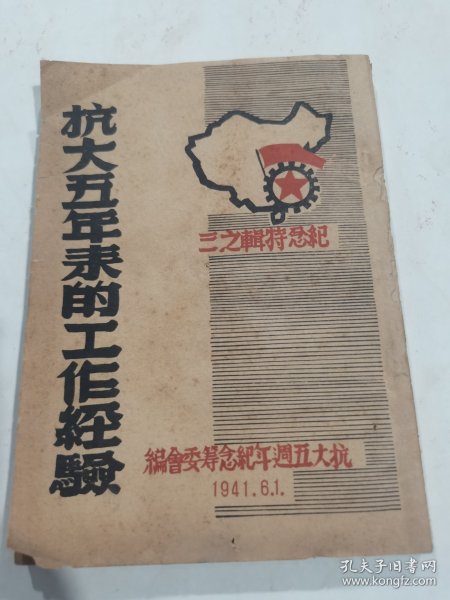 抗大五年来的工作經驗
紀念特輯之三
抗大五週年紀念筹委會編
1941.6.1.
孔夫子旧书网
www.kongfz.com